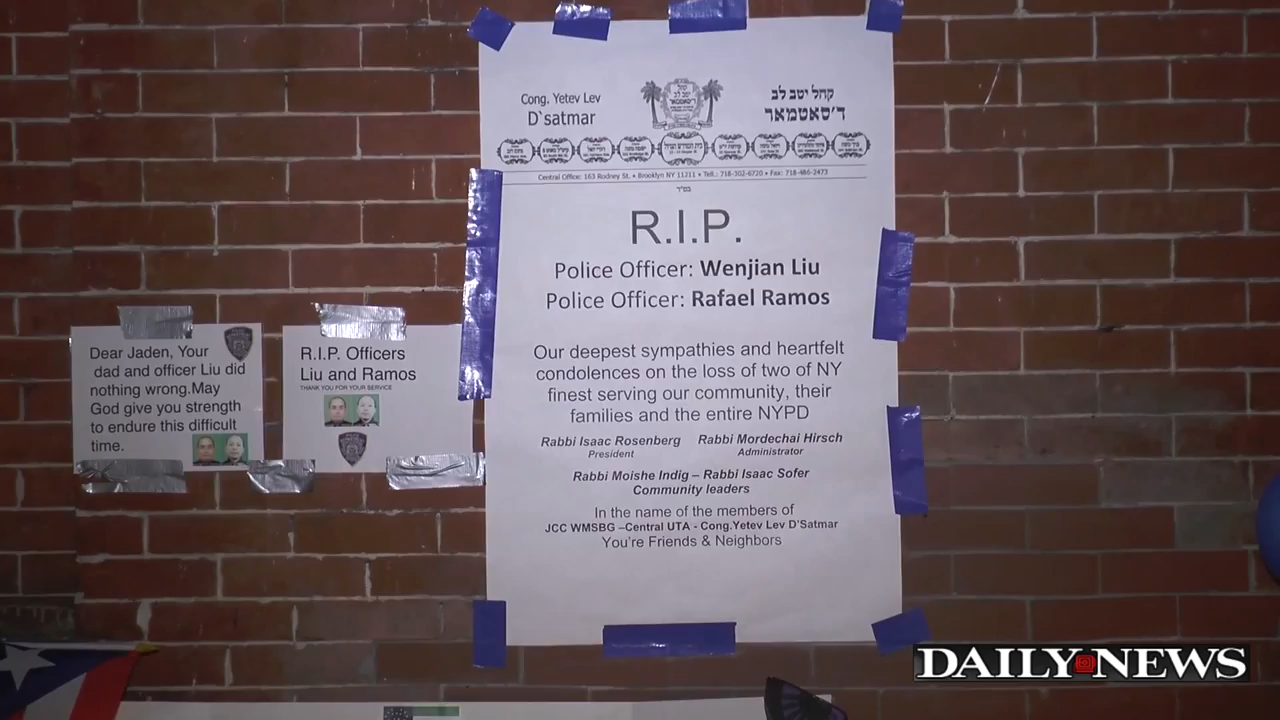 Cong. Yetev Lev
D`satmar
קהל יטב לב
ד'סאטמאר
Central Office: 163 Rodney St. • Brooklyn NY 11211 • Tell.: 718-302-6720 • Fax: 718-486-2473
בס"ד
R.I.P.
Police Officer: Wenjian Liu
Police Officer: Rafael Ramos
Our deepest sympathies and heartfelt
condolences on the loss of two of NY
finest serving our community, their
families and the entire NYPD
Rabbi Isaac Rosenberg Rabbi Mordechai Hirsch
President Administrator
Rabbi Moishe Indig – Rabbi Isaac Sofer
Community leaders
In the name of the members of
JCC WMSBG –Central UTA - Cong.Yetev Lev D'Satmar
You're Friends & Neighbors
Dear Jaden, Your
dad and officer Liu did
nothing wrong.May
God give you strength
to endure this difficult
time.
R.I.P. Officers
Liu and Ramos
THANK YOU FOR YOUR SERVICE
DAILY NEWS